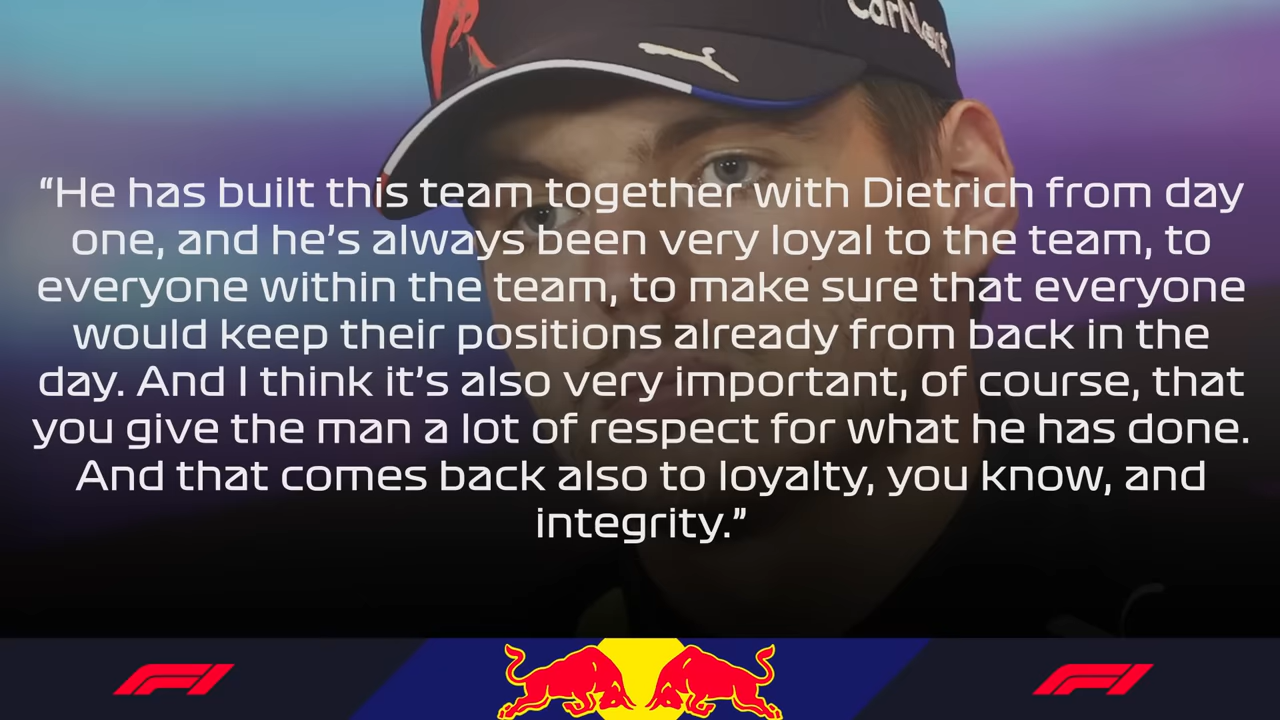 CarNext
“He has built this team together with Dietrich from day
one, and he’s always been very loyal to the team, to
everyone within the team, to make sure that everyone
would keep their positions already from back in the
day. And I think it’s also very important, of course, that
you give the man a lot of respect for what he has done.
And that comes back also to loyalty, you know, and
integrity.”
F1 F1